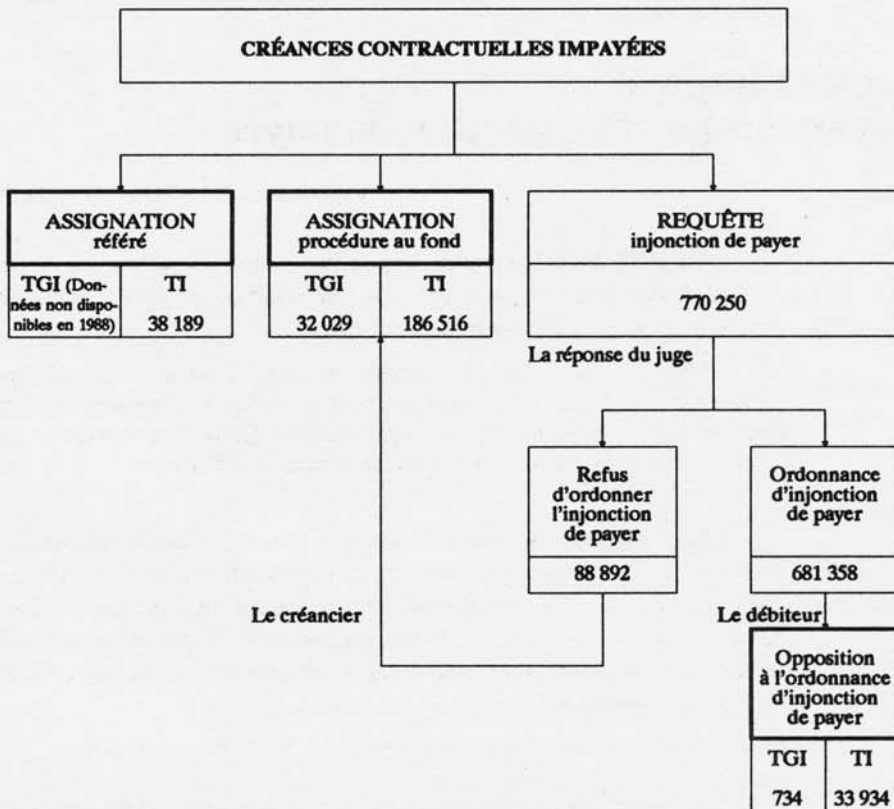 CRÉANCES CONTRACTUELLES IMPAYÉES
ASSIGNATION
référé
TGI (Don-
nées non dispo-
nibles en 1988)
TI
38 189
ASSIGNATION
procédure au fond
TGI
32 029
TI
186 516
REQUÊTE
injonction de payer
770 250
La réponse du juge
Refus
d'ordonner
l'injonction
de payer
88 892
Ordonnance
d'injonction
de payer
681 358
Le créancier
Le débiteur
Opposition
à l'ordonnance
d'injonction
de payer
TGI
734
TI
33 934